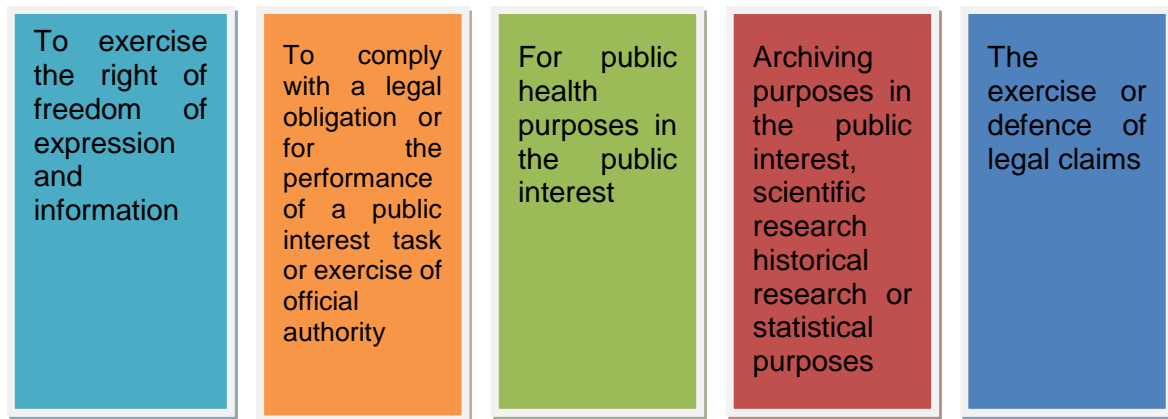 To exercise
the right of
freedom of
expression
and
information
To comply
with a legal
obligation or
for the
performance
of a public
interest task
or exercise of
official
authority
For public
health
purposes in
the public
interest
Archiving
purposes in
the public
interest,
scientific
research
historical
research or
statistical
purposes
The
exercise or
defence of
legal claims